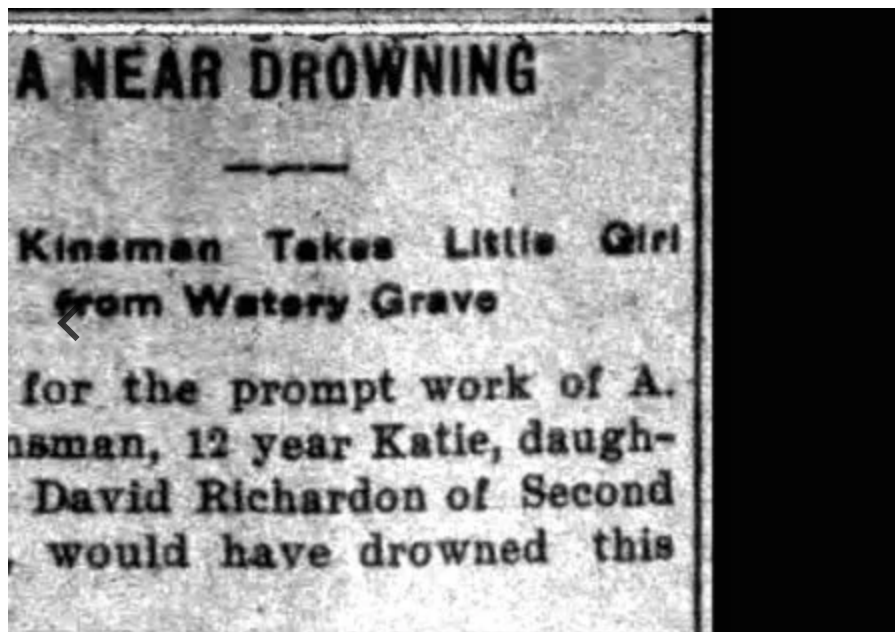 A NEAR DROWNING
Kinsman Takes Little Girl
from Watery Grave
for the prompt work of A.
nsman, 12 year Katie, daugh-
David Richardon of Second
would have drowned this